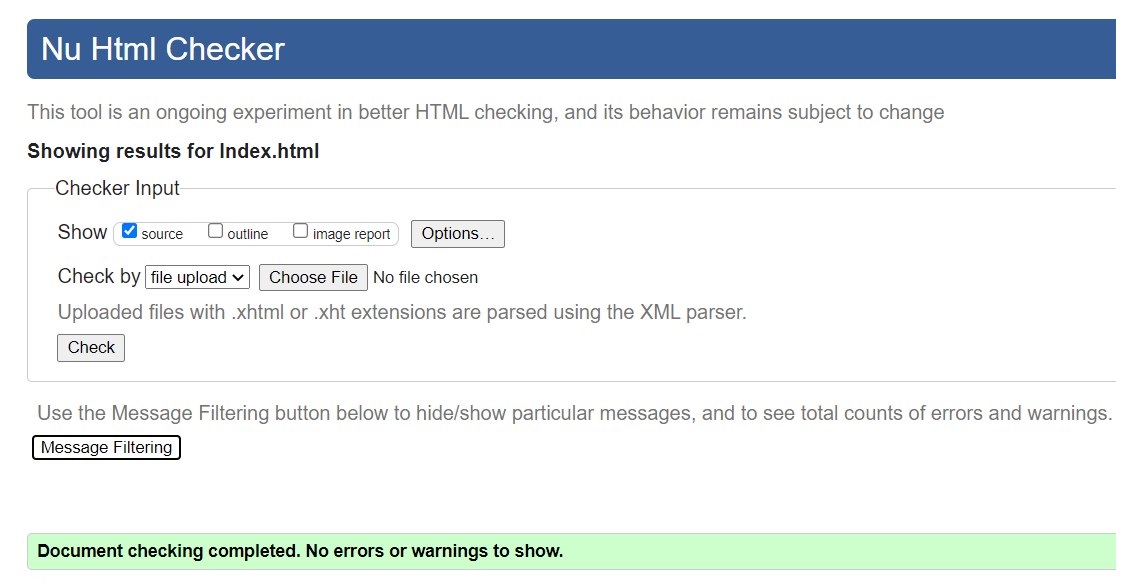 Nu Html Checker
This tool is an ongoing experiment in better HTML checking, and its behavior remains subject to change
Showing results for Index.html
Checker Input
Show source outline image report Options...
Check by file upload Choose File No file chosen
Uploaded files with .xhtml or .xht extensions are parsed using the XML parser.
Check
Use the Message Filtering button below to hide/show particular messages, and to see total counts of errors and warnings.
Message Filtering
Document checking completed. No errors or warnings to show.